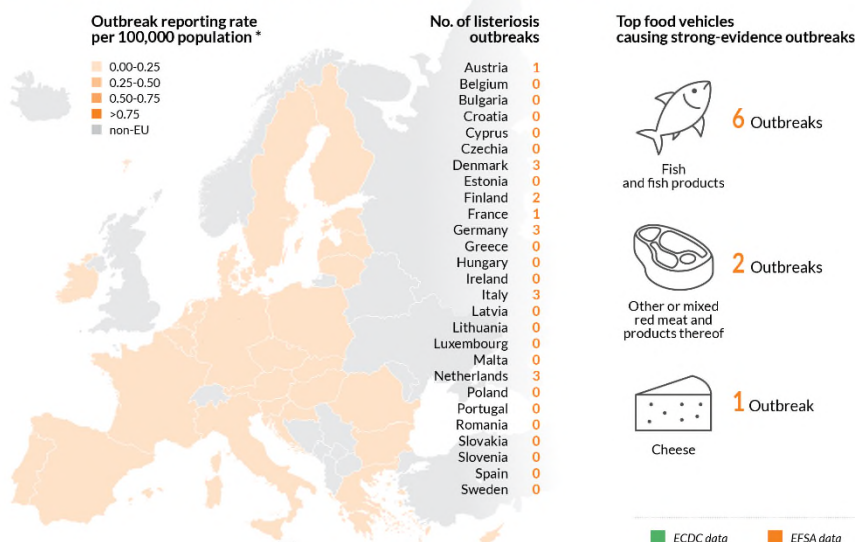 Outbreak reporting rate
per 100,000 population *
0.00-0.25
0.25-0.50
0.50-0.75
>0.75
non-EU
No. of listeriosis
outbreaks
Austria 1
Belgium 0
Bulgaria 0
Croatia 0
Cyprus 0
Czechia 0
Denmark 3
Estonia 0
Finland 2
France 1
Germany 3
Greece 0
Hungary 0
Ireland 0
Italy 3
Latvia 0
Lithuania 0
Luxembourg 0
Malta 0
Netherlands 3
Poland 0
Portugal 0
Romania 0
Slovakia 0
Slovenia 0
Spain 0
Sweden 0
Top food vehicles
causing strong-evidence outbreaks
6 Outbreaks
Fish
and fish products
2 Outbreaks
Other or mixed
red meat and
products thereof
1 Outbreak
Cheese
ECDC data
EFSA data